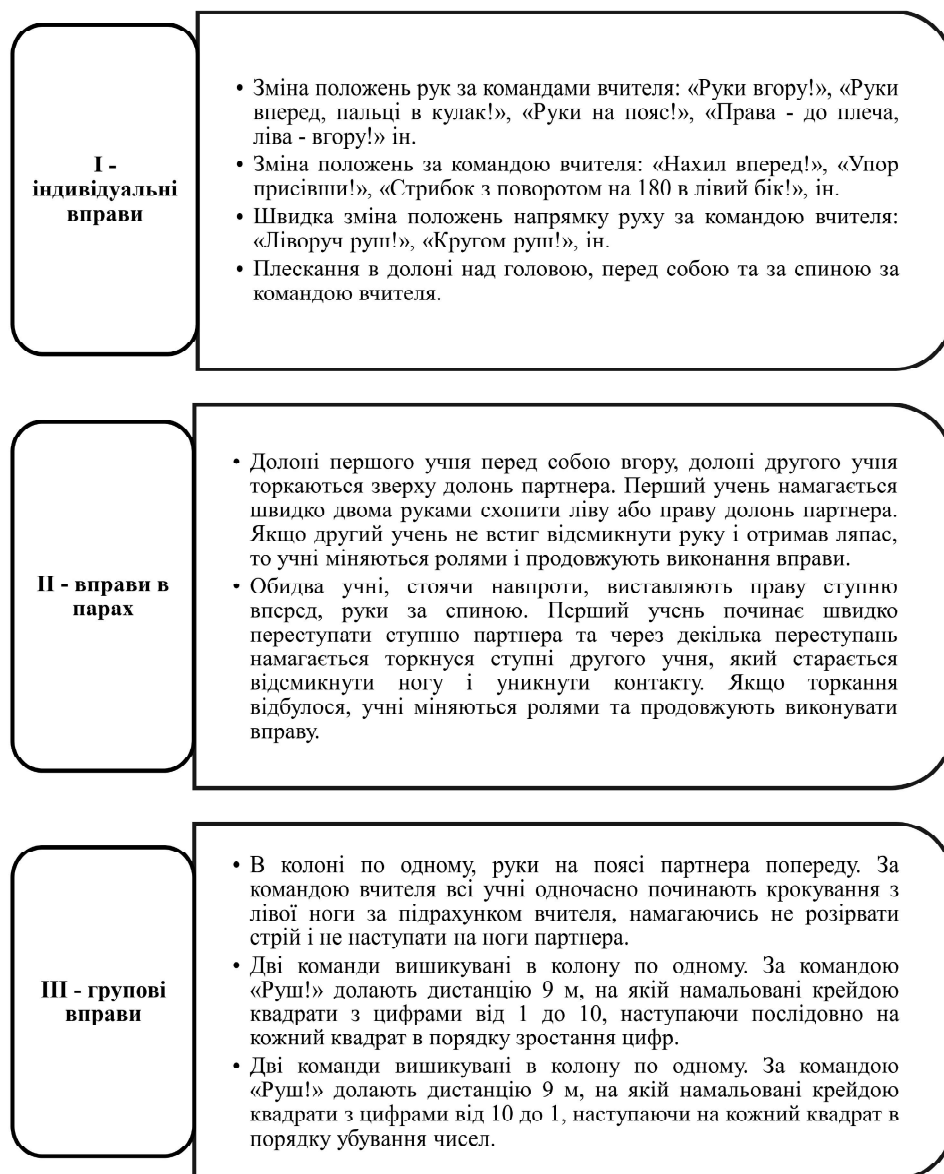 І -
індивідуальні
вправи
• Зміна положень рук за командами вчителя: «Руки вгору!», «Руки
вперед, пальці в кулак!», «Руки на пояс!», «Права - до плеча,
ліва - вгору!» ін.
• Зміна положень за командою вчителя: «Нахил вперед!», «Упор
присівши!», «Стрибок з поворотом на 180 в лівий бік!», ін.
• Швидка зміна положень напрямку руху за командою вчителя:
«Ліворуч руш!», «Кругом руш!», ін.
• Плескання в долоні над головою, перед собою та за спиною за
командою вчителя.
ІІ - вправи в
парах
• Долоні першого учня перед собою вгору, долоні другого учня
торкаються зверху долонь партнера. Перший учень намагається
швидко двома руками схопити ліву або праву долонь партнера.
Якщо другий учень не встиг відсмикнути руку і отримав ляпас,
то учні міняються ролями і продовжують виконання вправи.
• Обидва учні, стоячи навпроти, виставляють праву ступню
вперед, руки за спиною. Перший учень починає швидко
переступати ступню партнера та через декілька переступань
намагається торкнуся ступні другого учня, який старається
відсмикнути ногу і уникнути контакту. Якщо торкання
відбулося, учні міняються ролями та продовжують виконувати
вправу.
ІІІ - групові
вправи
• В колоні по одному, руки на поясі партнера попереду. За
командою вчителя всі учні одночасно починають крокування з
лівої ноги за підрахунком вчителя, намагаючись не розірвати
стрій і не наступати на ноги партнера.
• Дві команди вишикувані в колону по одному. За командою
«Руш!» долають дистанцію 9 м, на якій намальовані крейдою
квадрати з цифрами від 1 до 10, наступаючи послідовно на
кожний квадрат в порядку зростання цифр.
• Дві команди вишикувані в колону по одному. За командою
«Руш!» долають дистанцію 9 м, на якій намальовані крейдою
квадрати з цифрами від 10 до 1, наступаючи на кожний квадрат в
порядку убування чисел.